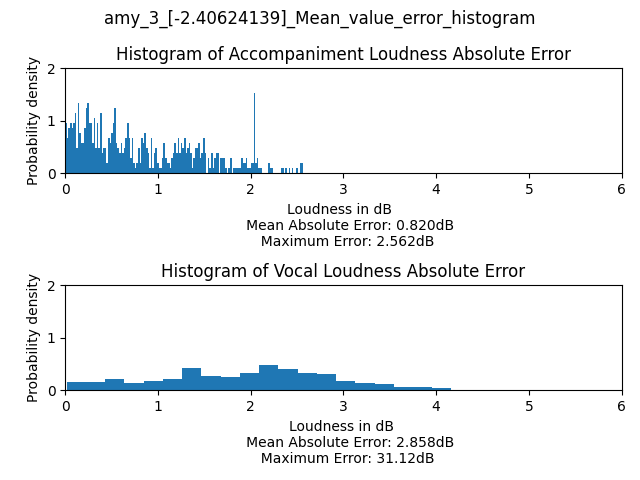 amy_3_[-2.40624139]_Mean_value_error_histogram
Histogram of Accompaniment Loudness Absolute Error
Probability density
2
1
0
0 1 2 3 4 5 6
Loudness in dB
Mean Absolute Error: 0.820dB
Maximum Error: 2.562dB
Histogram of Vocal Loudness Absolute Error
Probability density
2
1
0
0 1 2 3 4 5 6
Loudness in dB
Mean Absolute Error: 2.858dB
Maximum Error: 31.12dB